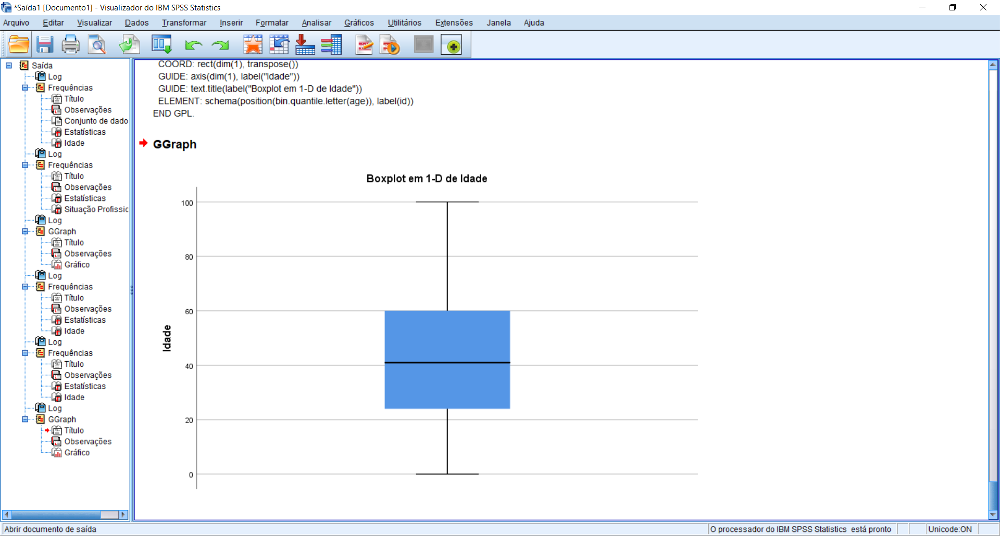 *Saída1 [Documento1] - Visualizador do IBM SPSS Statistics
Arquivo Editar Visualizar Dados Transformar Inserir Formatar Analisar Gráficos Utilitários Extensões Janela Ajuda
Saída
Log
Frequências
Título
Observações
Conjunto de dado
Estatísticas
Idade
Log
Frequências
Título
Observações
Estatísticas
Situação Profissic
Log
GGraph
Título
Observações
Gráfico
Log
Frequências
Título
Observações
Estatísticas
Idade
Log
Frequências
Título
Observações
Estatísticas
Idade
Log
GGraph
Título
Observações
Gráfico
COORD: rect(dim(1), transpose())
GUIDE: axis(dim(1), label("Idade"))
GUIDE: text.title(label("Boxplot em 1-D de Idade"))
ELEMENT: schema(position(bin.quantile.letter(age)), label(id))
END GPL.
GGraph
Boxplot em 1-D de Idade
100
80
60
40
20
0
Idade
Abrir documento de saída
O processador do IBM SPSS Statistics está pronto
Unicode:ON